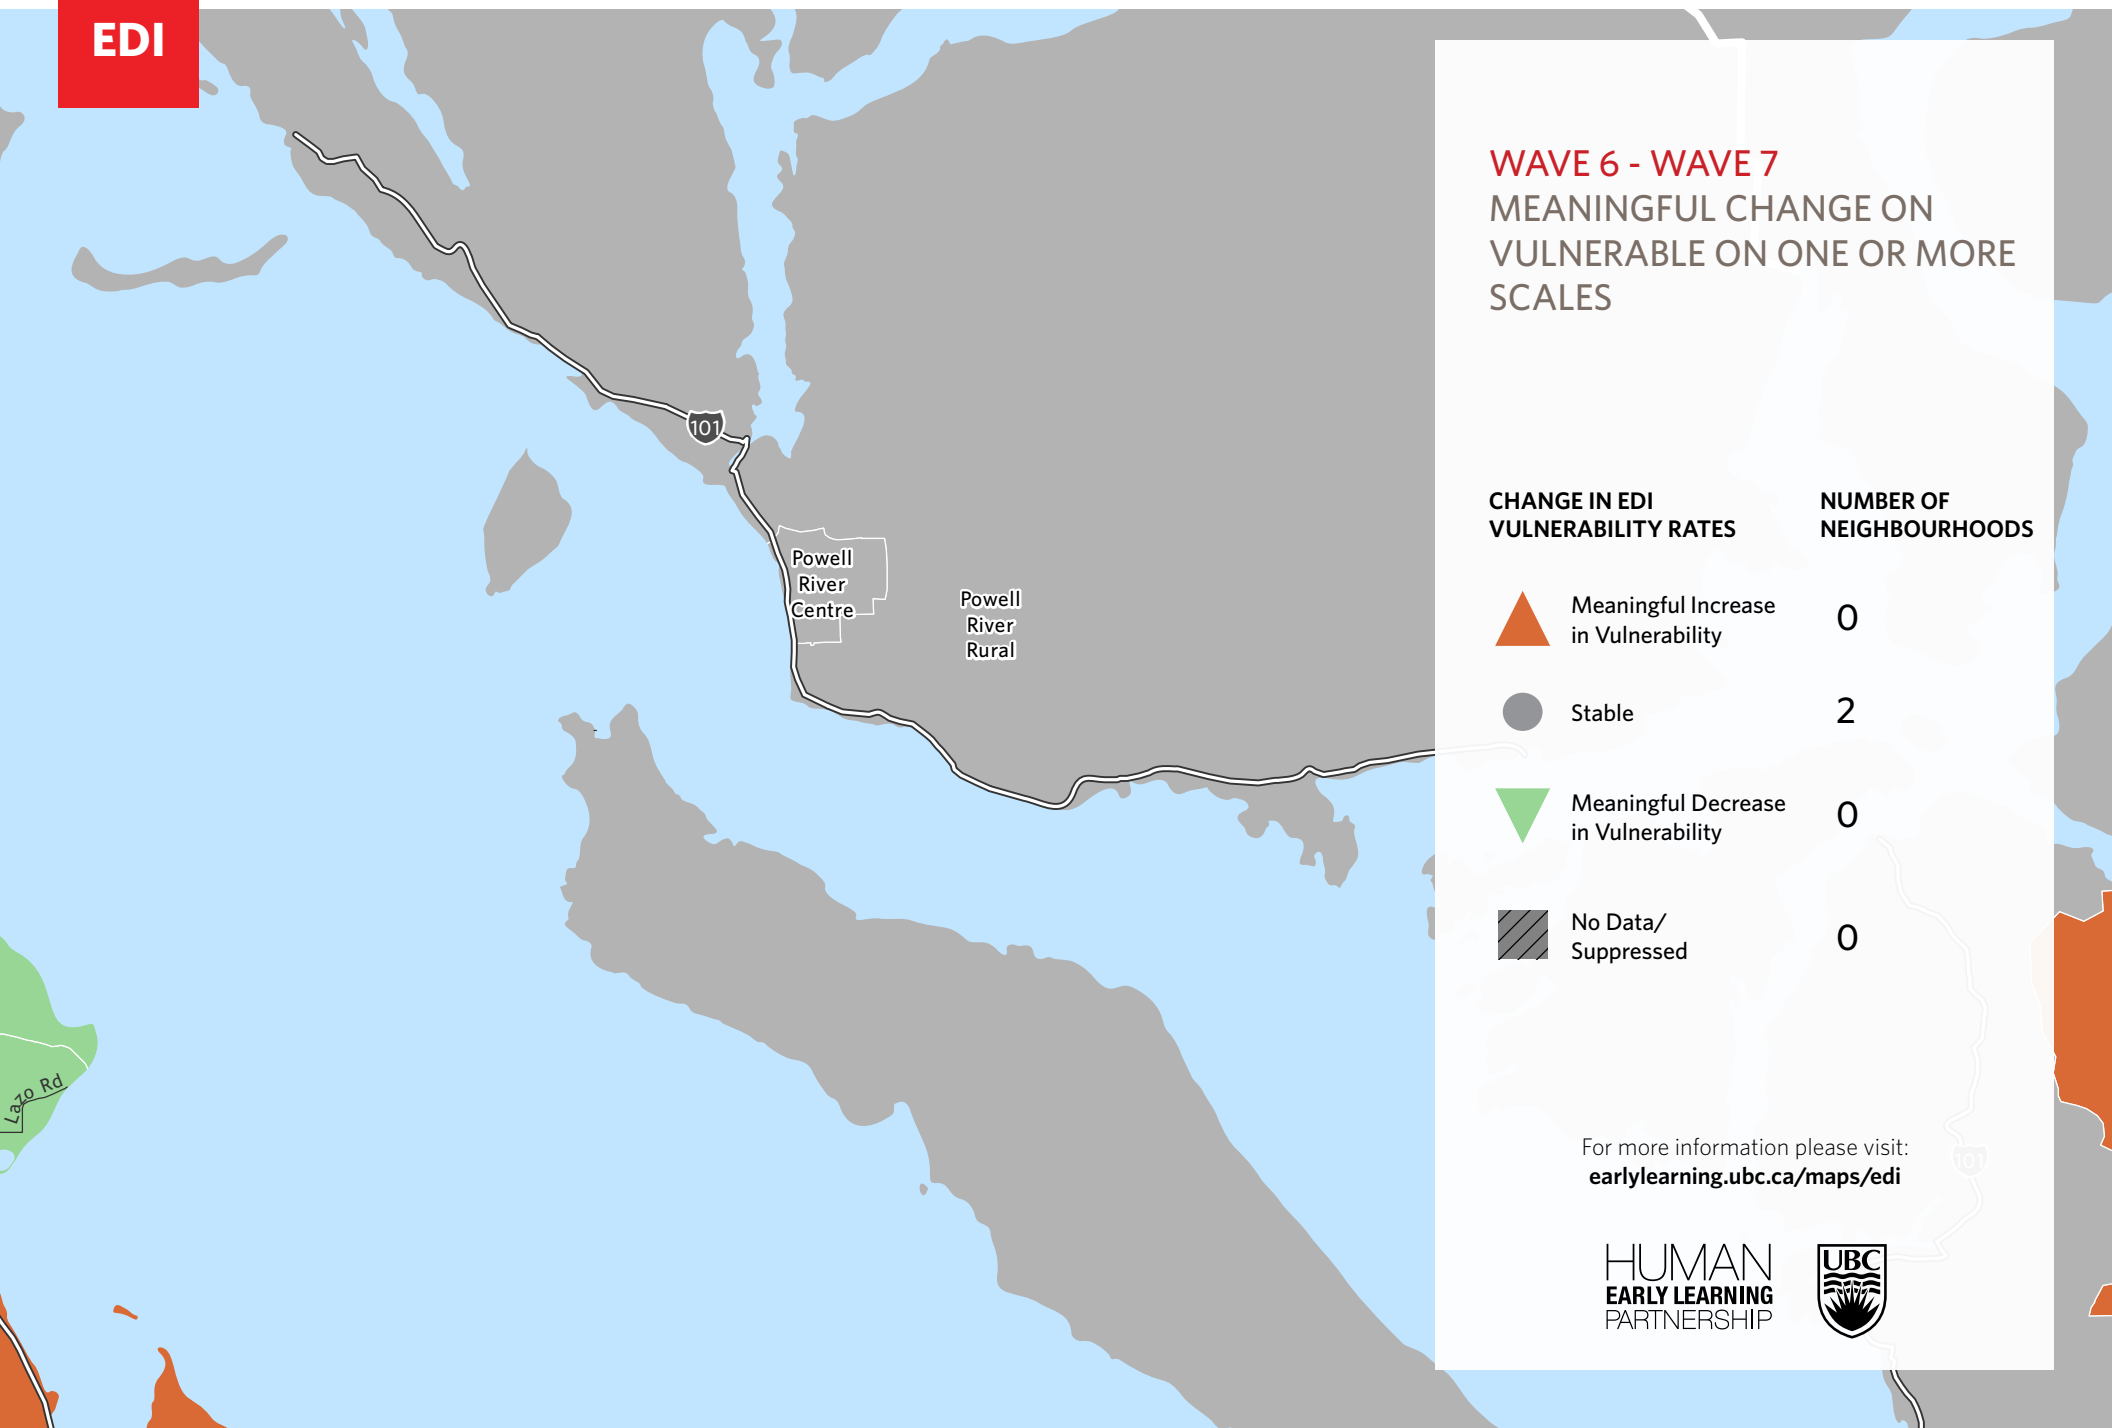 EDI
WAVE 6 - WAVE 7
MEANINGFUL CHANGE ON
VULNERABLE ON ONE OR MORE
SCALES
101
Powell
River
Centre
Powell
River
Rural
CHANGE IN EDI
VULNERABILITY RATES
NUMBER OF
NEIGHBOURHOODS
Meaningful Increase
in Vulnerability
0
Stable
2
Meaningful Decrease
in Vulnerability
0
No Data/
Suppressed
0
Lazo Rd
For more information please visit:
earlylearning.ubc.ca/maps/edi
101
HUMAN
EARLY LEARNING
PARTNERSHIP
UBC